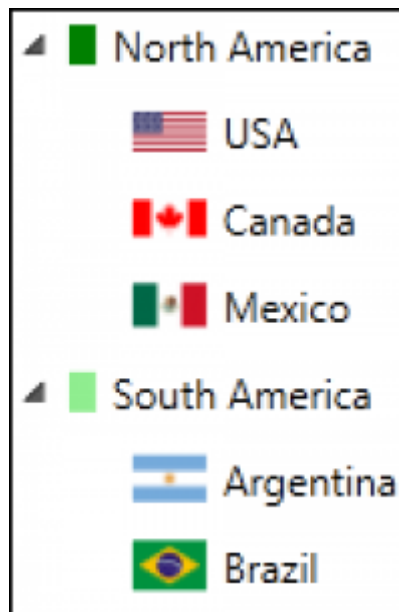 North America
USA
Canada
Mexico
South America
Argentina
Brazil